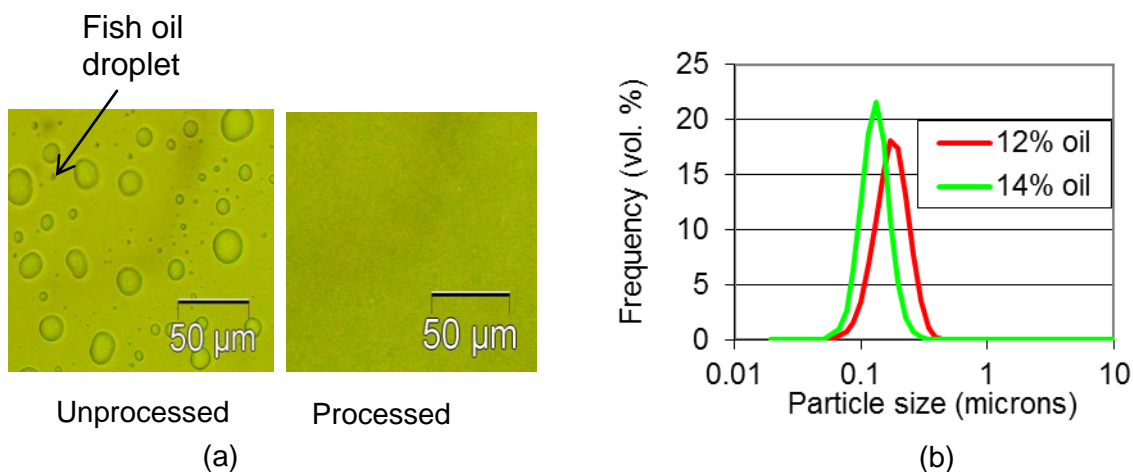 Fish oil
droplet
50 µm
50 µm
Unprocessed
Processed
(a)
Frequency (vol. %)
25
20
15
10
5
0
12% oil
14% oil
0.01
0.1
1
10
Particle size (microns)
(b)